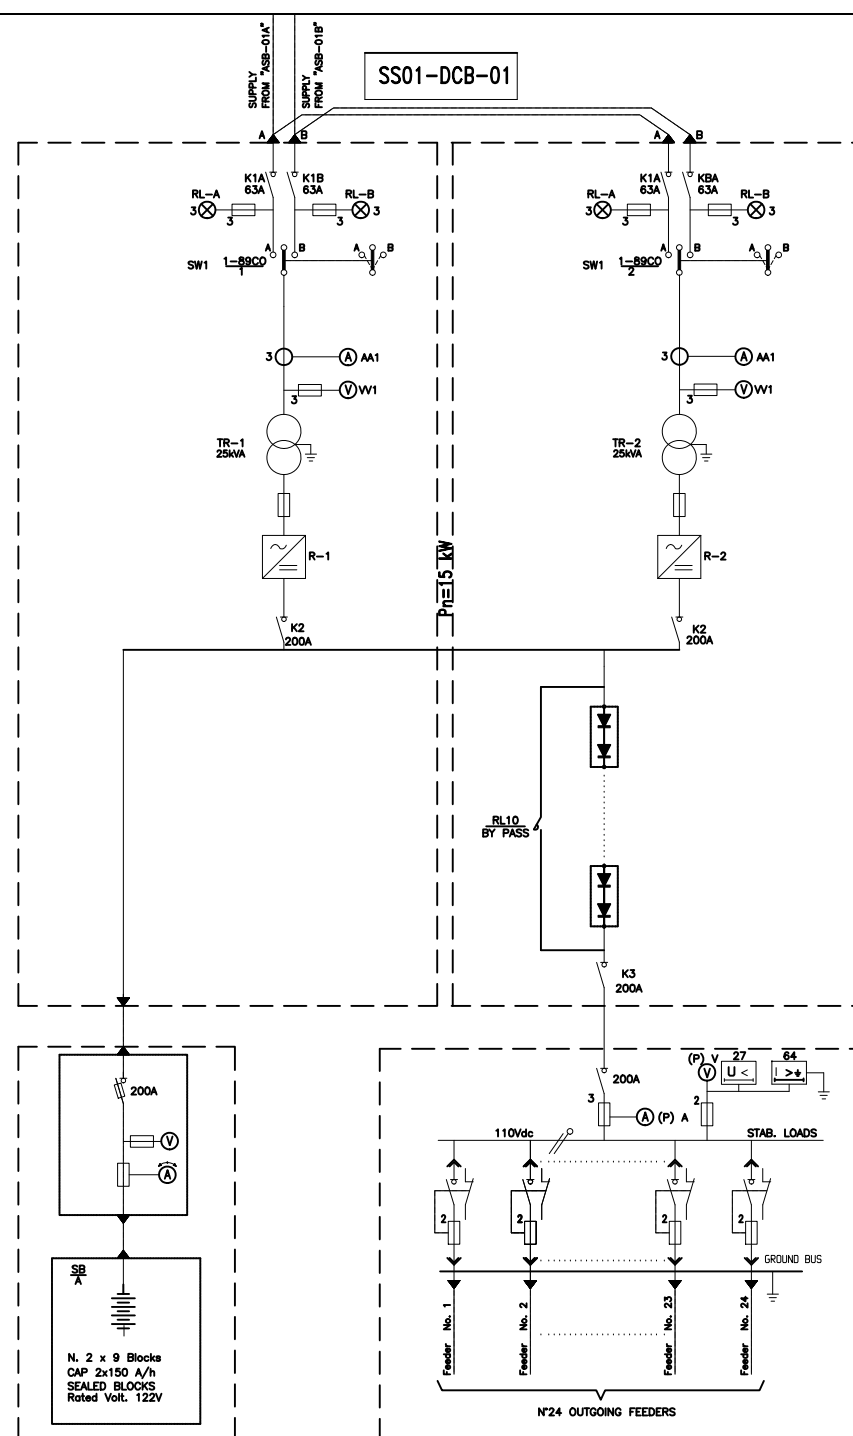 SUPPLY
FROM "ASB-01A"
SUPPLY
FROM "ASB-01B"
SS01-DCB-01
A
B
A
B
K1A
63A
K1B
63A
RL-A
3
3
RL-B
3
3
K1A
63A
KBA
63A
RL-A
3
3
RL-B
3
3
SW1
1-89CO
1
A
B
A
B
SW1
1-89CO
2
A
B
A
B
3
A
AA1
3
A
AA1
3
V
VV1
3
V
VV1
TR-1
25kVA
TR-2
25kVA
R-1
R-2
Pn=15 kW
K2
200A
K2
200A
RL10
BY PASS
K3
200A
200A
V
A
SB
A
N. 2 x 9 Blocks
CAP 2x150 A/h
SEALED BLOCKS
Rated Volt. 122V
200A
3
A
(P) A
(P) V
V
27
U <
64
I >
2
110Vdc
STAB. LOADS
2
2
2
2
GROUND BUS
Feeder No. 1
Feeder No. 2
Feeder No. 23
Feeder No. 24
N°24 OUTGOING FEEDERS